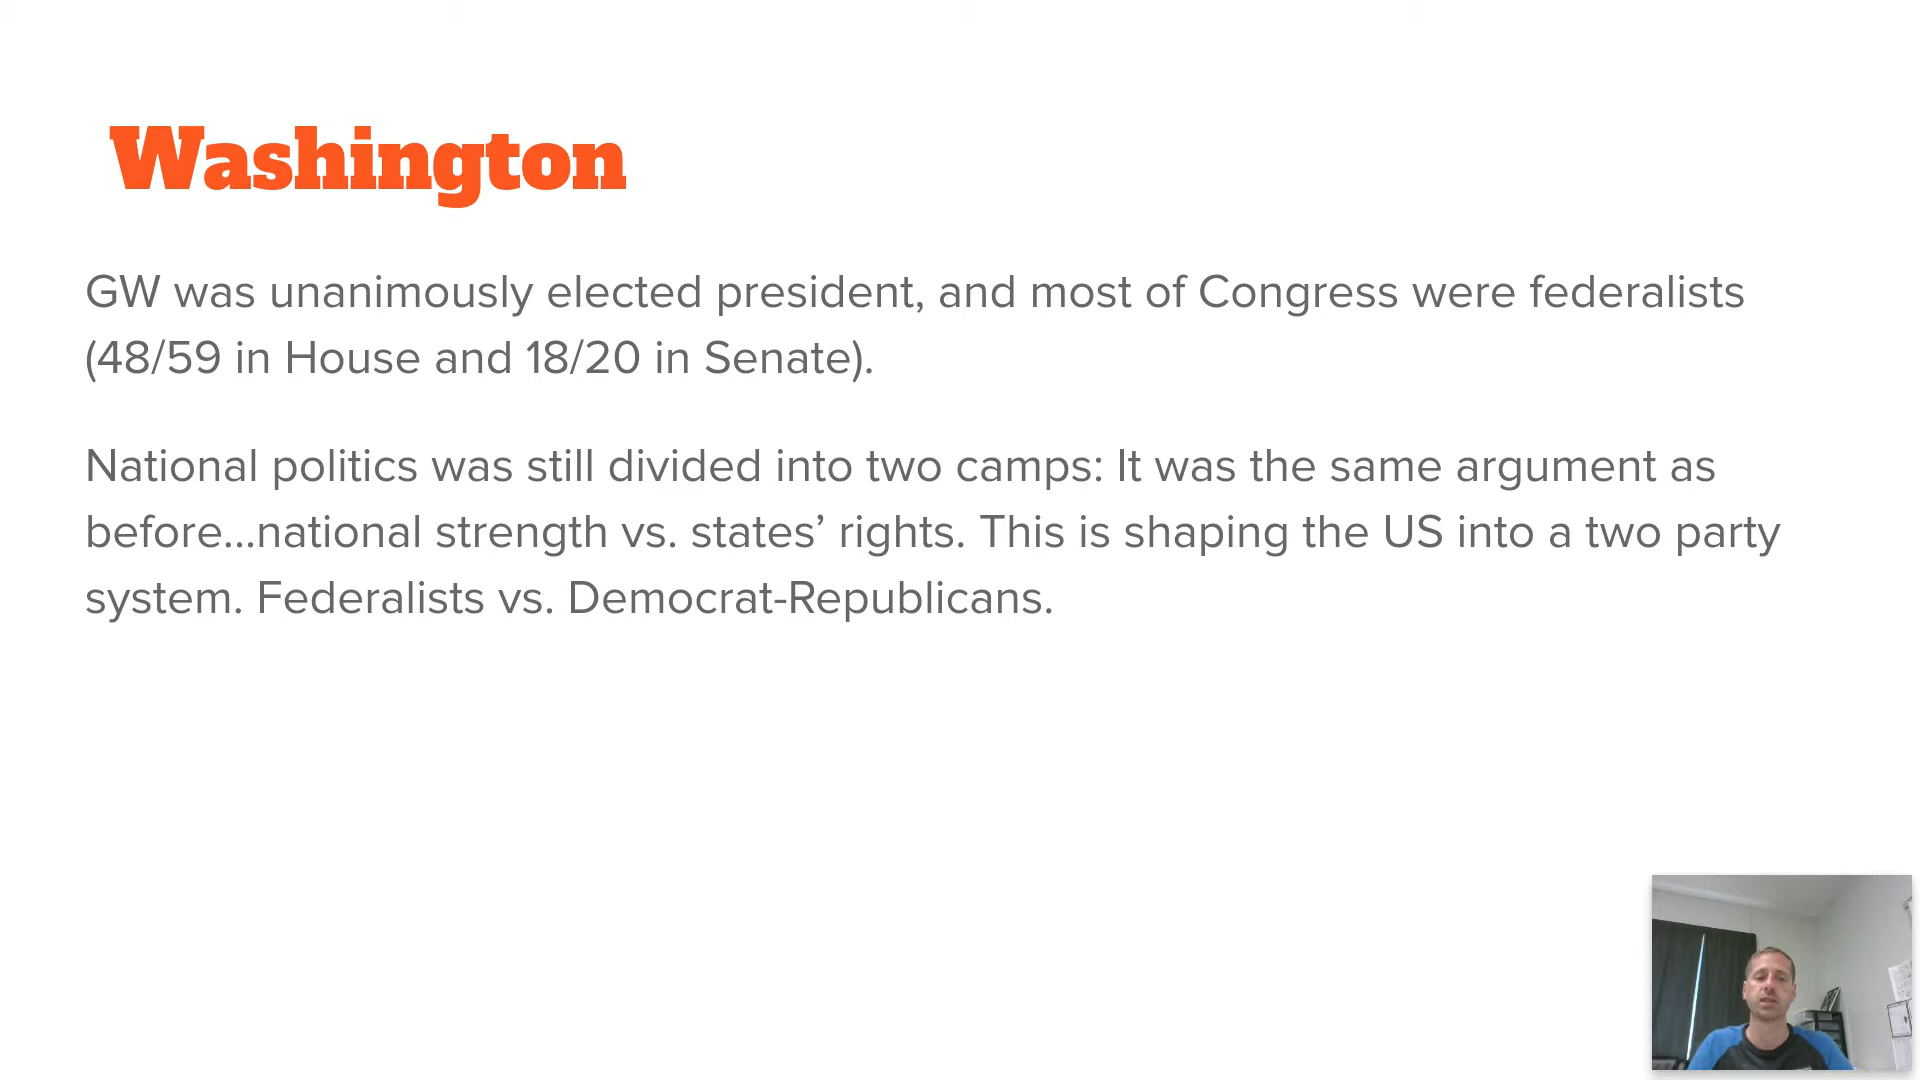 Washington
GW was unanimously elected president, and most of Congress were federalists
(48/59 in House and 18/20 in Senate).
National politics was still divided into two camps: It was the same argument as
before...national strength vs. states’ rights. This is shaping the US into a two party
system. Federalists vs. Democrat-Republicans.